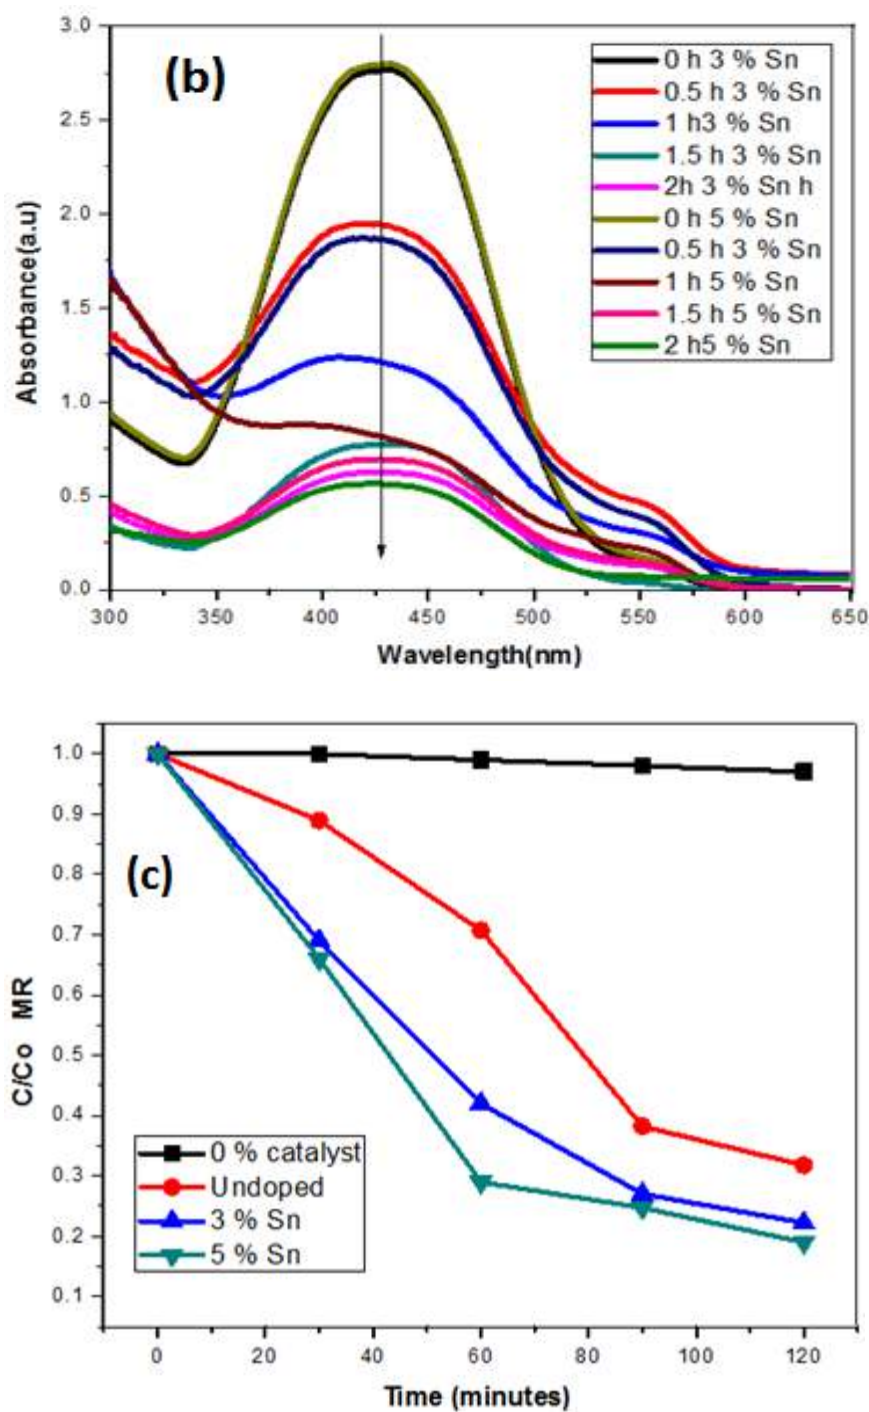 3.0
(b)
0 h 3 % Sn
0.5 h 3 % Sn
1 h3 % Sn
1.5 h 3 % Sn
2h 3 % Sn h
0 h 5 % Sn
0.5 h 3 % Sn
1 h 5 % Sn
1.5 h 5 % Sn
2 h5 % Sn
2.5
2.0
1.5
1.0
0.5
0.0
Absorbance(a.u)
300 350 400 450 500 550 600 650
Wavelength(nm)
1.0
0.9
0.8
0.7
0.6
0.5
0.4
0.3
0.2
0.1
(c)
C/Co MR
0 % catalyst
Undoped
3 % Sn
5 % Sn
0 20 40 60 80 100 120
Time (minutes)